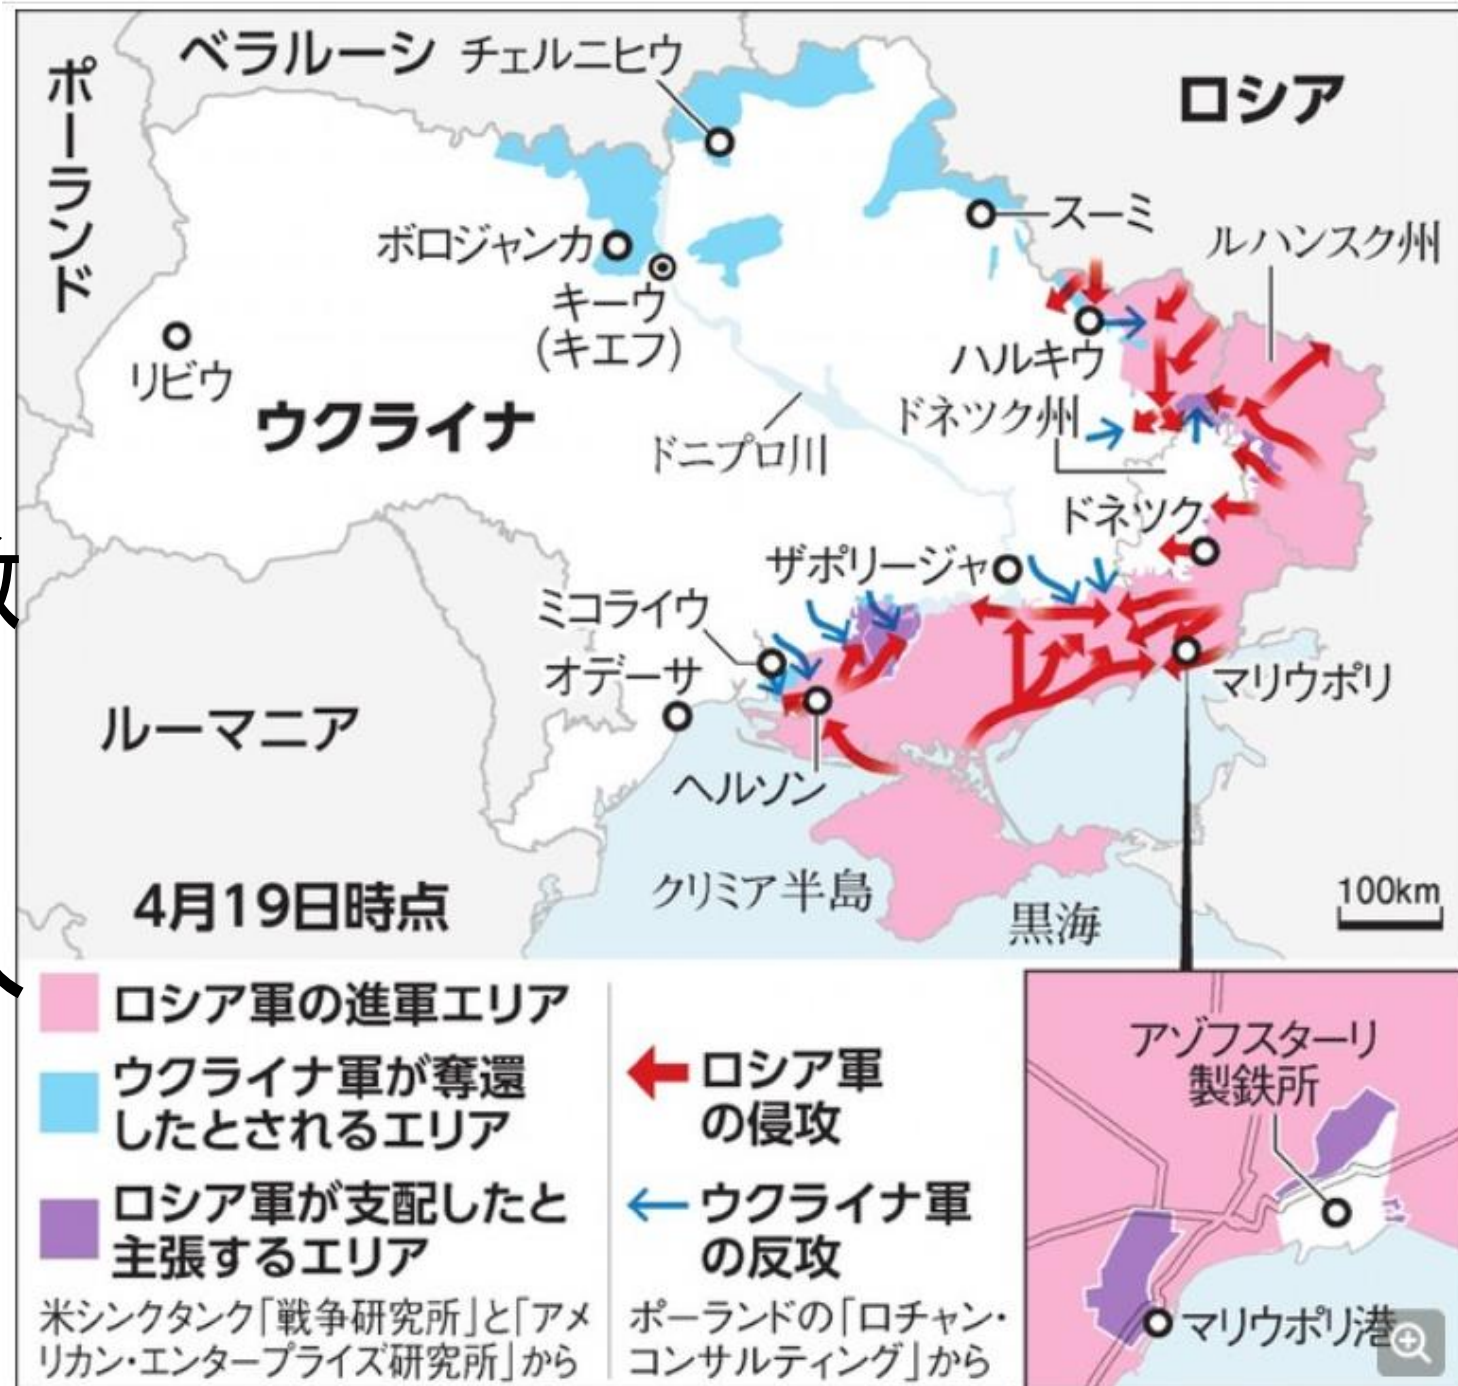 ポーランド
ベラルーシ
チェルニヒウ
ロシア
スーミ
ルハンスク州
ボロジャンカ
キーウ
(キエフ)
リビウ
ウクライナ
ハルキウ
ドネツク州
ドニプロ川
ドネツク
ザポリージャ
ミコライウ
オデーサ
マリウポリ
ルーマニア
ヘルソン
クリミア半島
黒海
100km
4月19日時点
ロシア軍の進軍エリア
ウクライナ軍が奪還
したとされるエリア
ロシア軍が支配したと
主張するエリア
米シンクタンク「戦争研究所」と「アメ
リカン・エンタープライズ研究所」から
ロシア軍
の侵攻
ウクライナ軍
の反攻
ポーランドの「ロチャン・
コンサルティング」から
アゾフスターリ
製鉄所
マリウポリ港